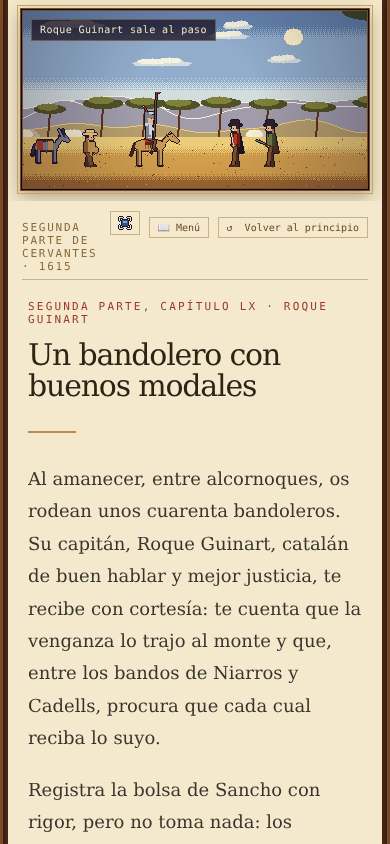 Roque Guinart sale al paso
SEGUNDA
PARTE DE
CERVANTES
· 1615
📖 Menú
↺ Volver al principio
SEGUNDA PARTE, CAPÍTULO LX · ROQUE
GUINART
Un bandolero con
buenos modales
Al amanecer, entre alcornoques, os
rodean unos cuarenta bandoleros.
Su capitán, Roque Guinart, catalán
de buen hablar y mejor justicia, te
recibe con cortesía: te cuenta que la
venganza lo trajo al monte y que,
entre los bandos de Niarros y
Cadells, procura que cada cual
reciba lo suyo.
Registra la bolsa de Sancho con
rigor, pero no toma nada: los